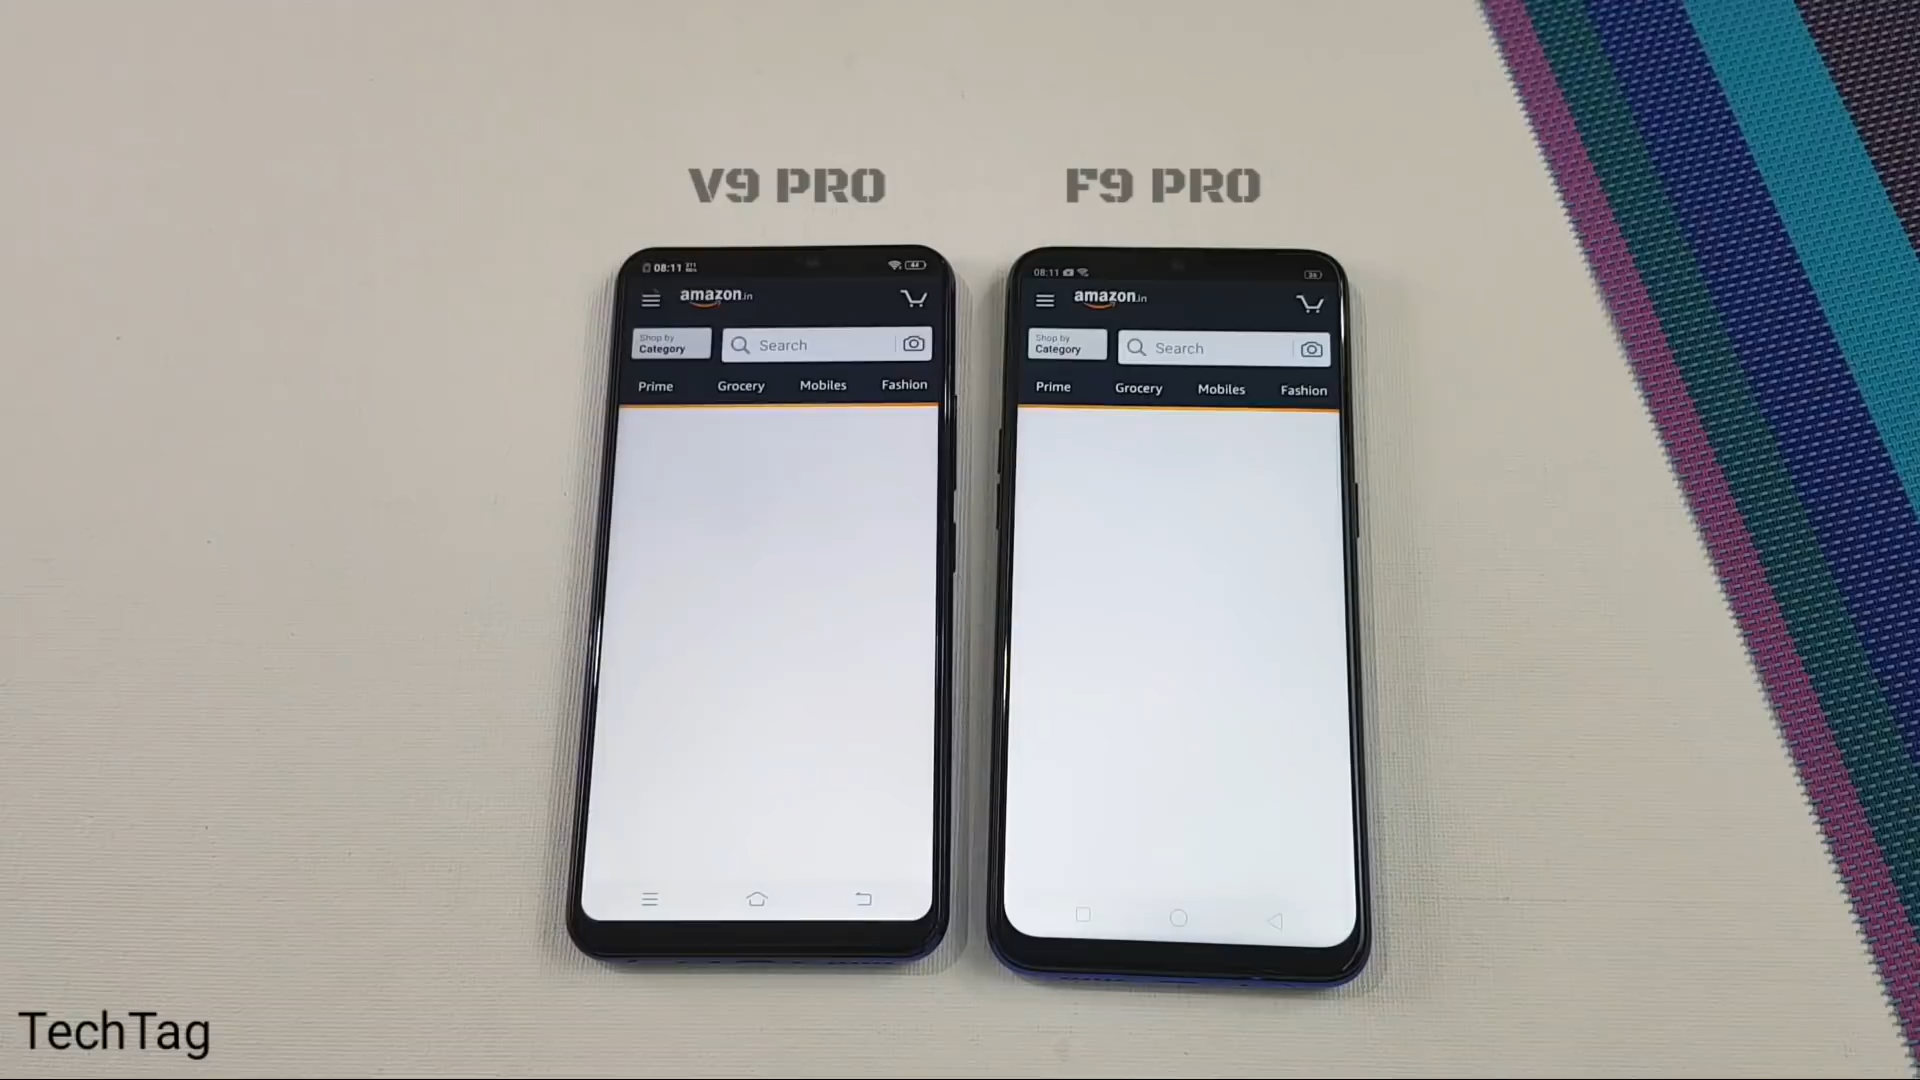 V9 PRO
F9 PRO
08:11
44
amazon.in
Shop by
Category
Search
Prime Grocery Mobiles Fashion
08:11
amazon.in
Shop by
Category
Search
Prime Grocery Mobiles Fashion
TechTag